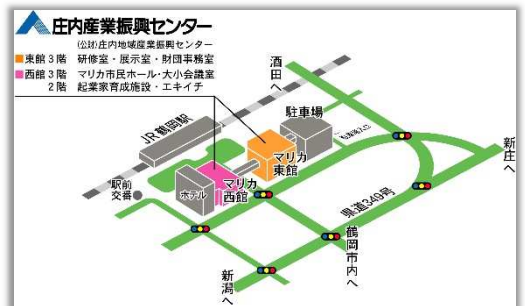 庄内産業振興センター
(公財)庄内地域産業振興センター
東館3階 研修室・展示室・財団事務室
西館3階 マリカ市民ホール・大小会議室
2階 起業家育成施設・エキイチ
酒田へ
駐車場
JR鶴岡駅
新庄へ
マリカ東館
駅前交番
ホテル
マリカ西館
県道349号
鶴岡市内へ
新潟へ